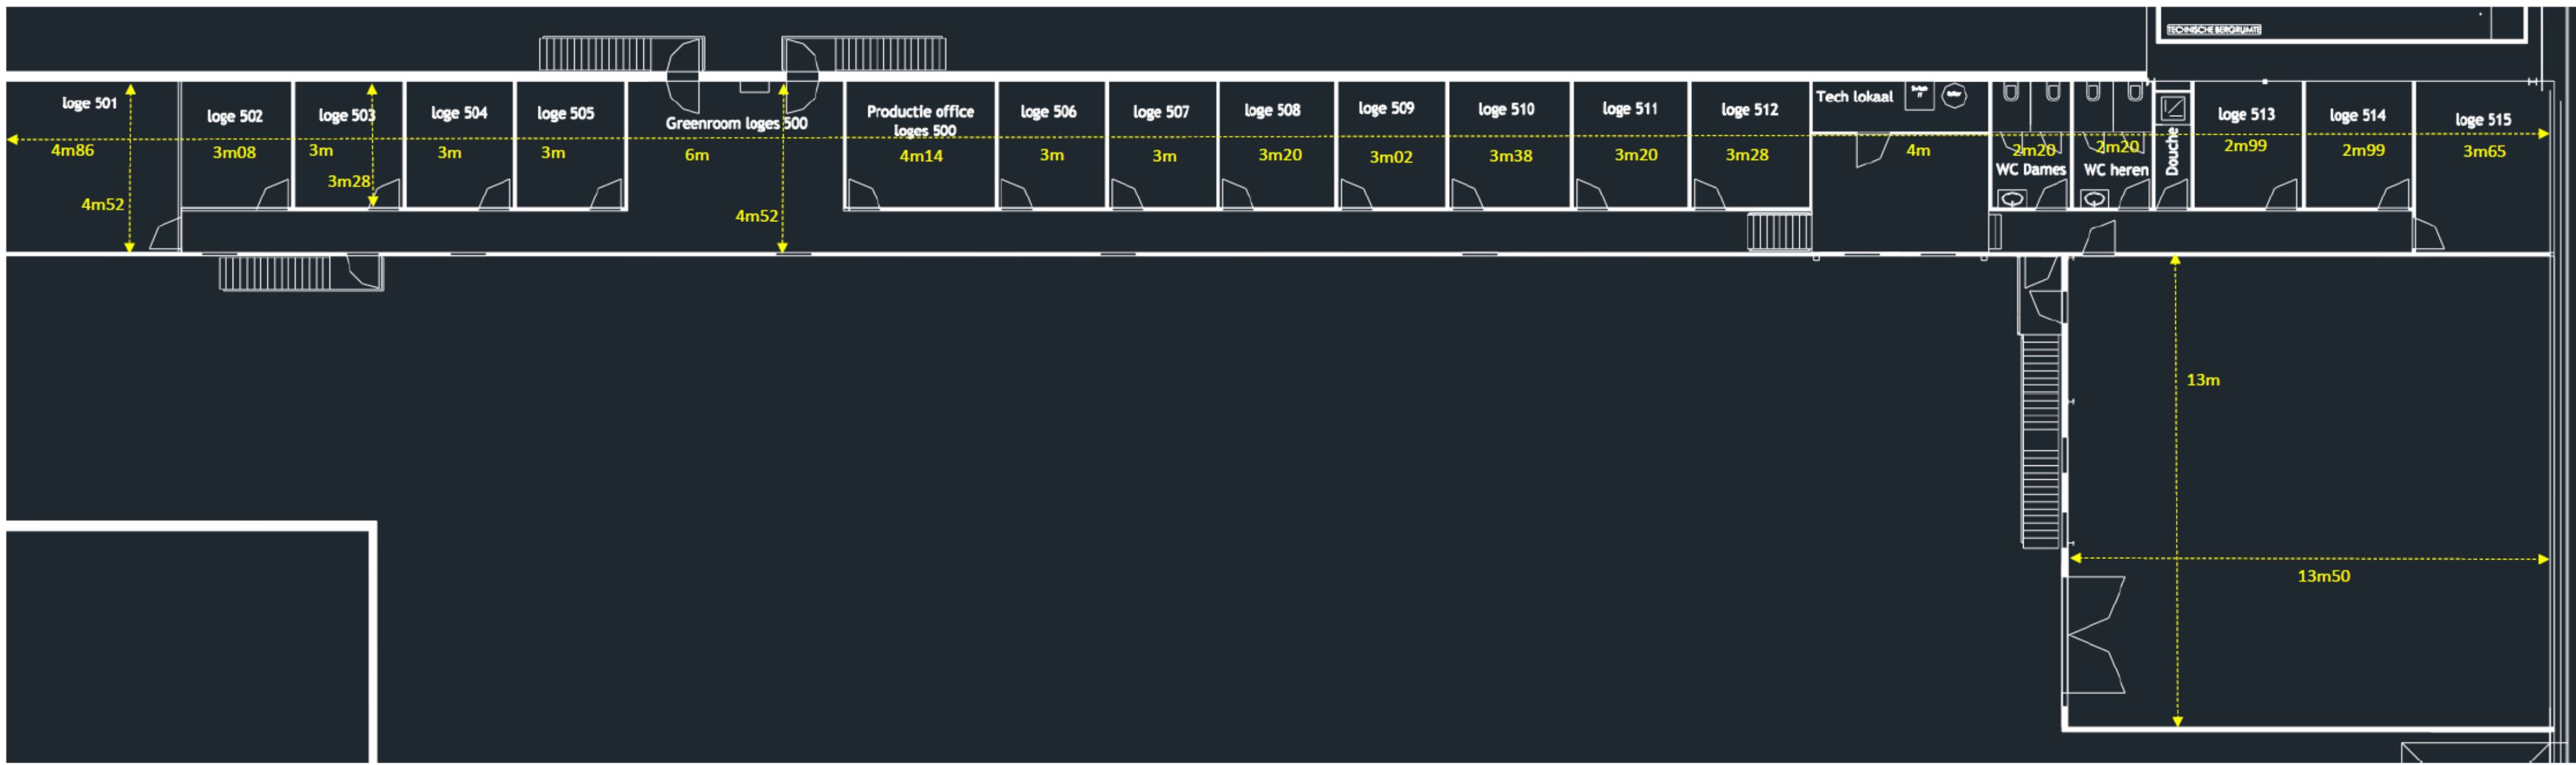 TECHNISCHE BERGRUIMTE
loge 501
loge 502
loge 503
loge 504
loge 505
Greenroom loges 500
Productie office
loges 500
loge 506
loge 507
loge 508
loge 509
loge 510
loge 511
loge 512
Tech lokaal
Switch
IT
Boiler
WC Dames
WC heren
Douche
loge 513
loge 514
loge 515
4m86
3m08
3m
3m
3m
6m
4m14
3m
3m
3m20
3m02
3m38
3m20
3m28
4m
2m20
2m20
2m99
2m99
3m65
3m28
4m52
4m52
13m
13m50